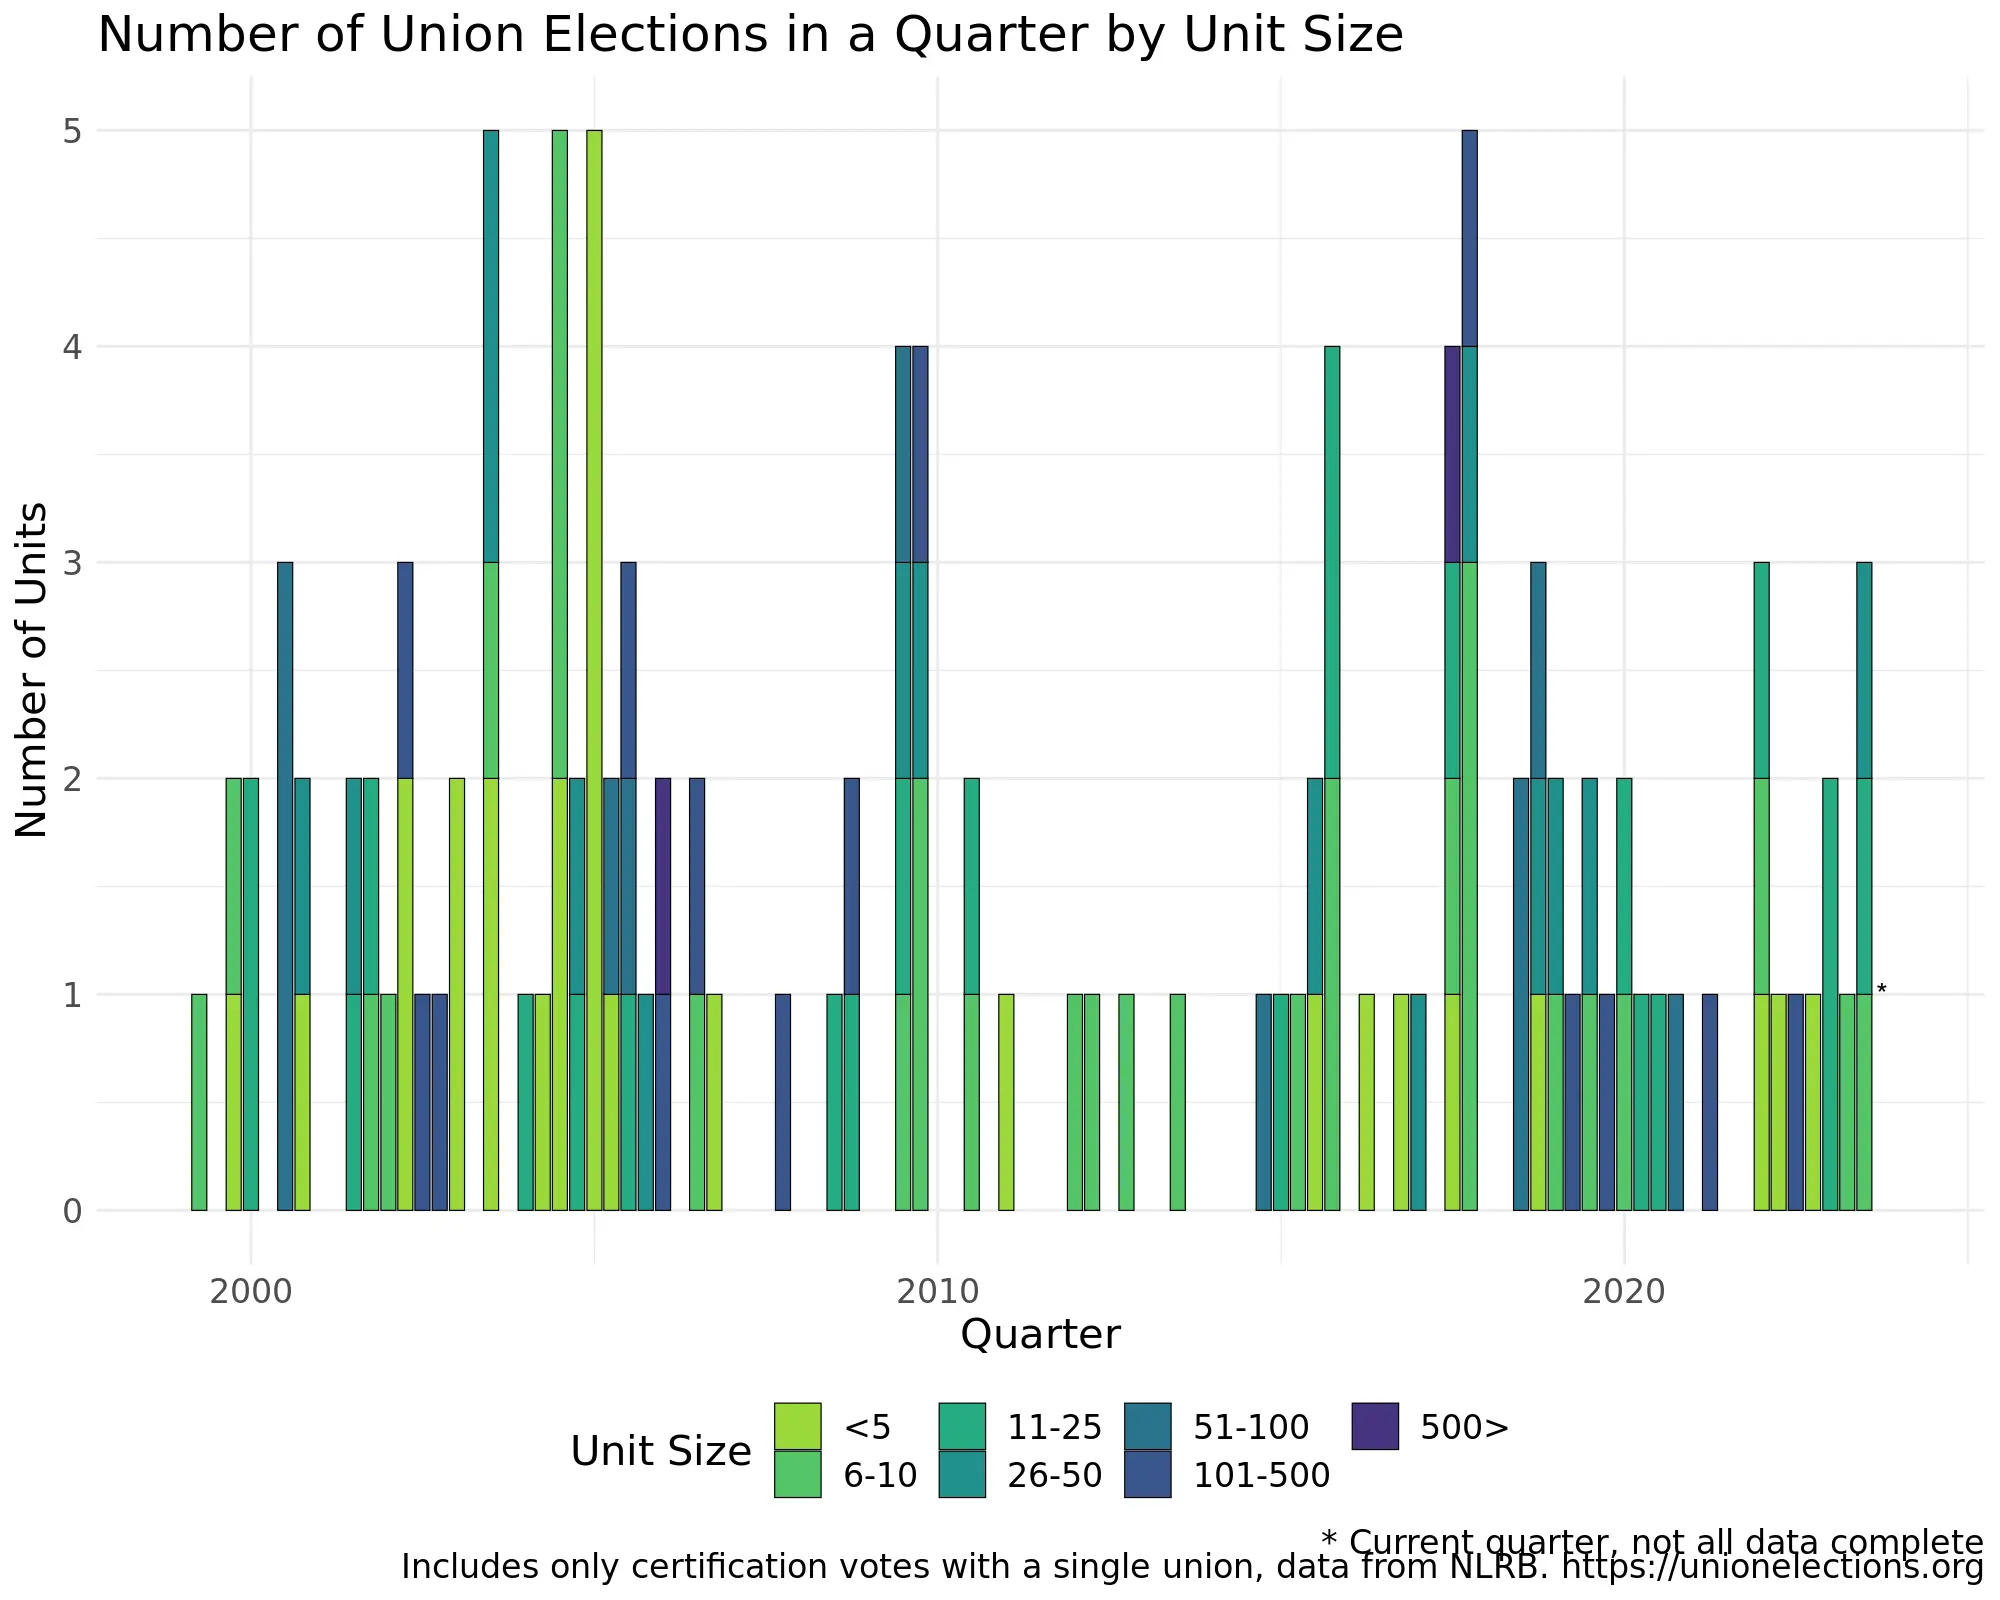 Number of Union Elections in a Quarter by Unit Size
Number of Units
5
4
3
2
1
0
*
2000 2010 2020
Quarter
Unit Size
<5 11-25 51-100 500>
6-10 26-50 101-500
* Current quarter, not all data complete
Includes only certification votes with a single union, data from NLRB. https://unionelections.org